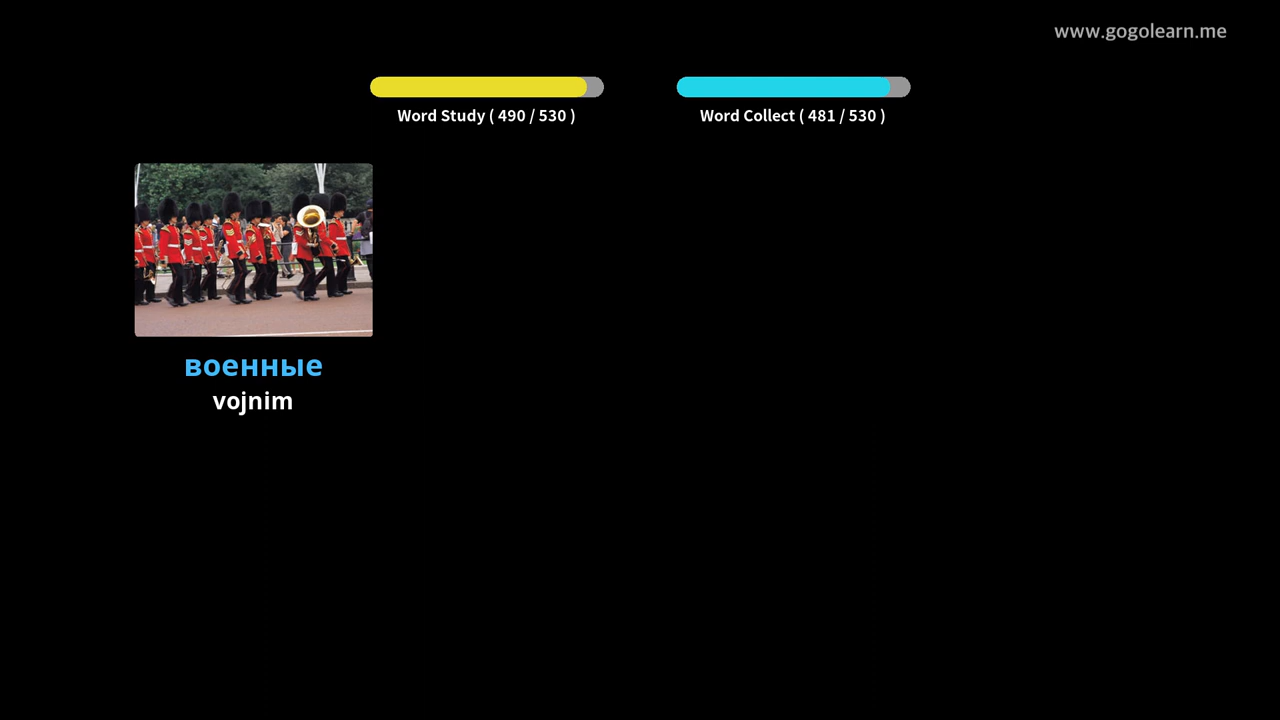 www.gogolearn.me
Word Study ( 490 / 530 )
Word Collect ( 481 / 530 )
военные
vojnim